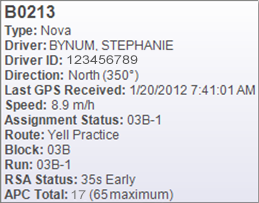 B0213
Type: Nova
Driver: BYNUM, STEPHANIE
Driver ID: 123456789
Direction: North (350°)
Last GPS Received: 1/20/2012 7:41:01 AM
Speed: 8.9 m/h
Assignment Status: 03B-1
Route: Yell Practice
Block: 03B
Run: 03B-1
RSA Status: 35s Early
APC Total: 17 (65 maximum)